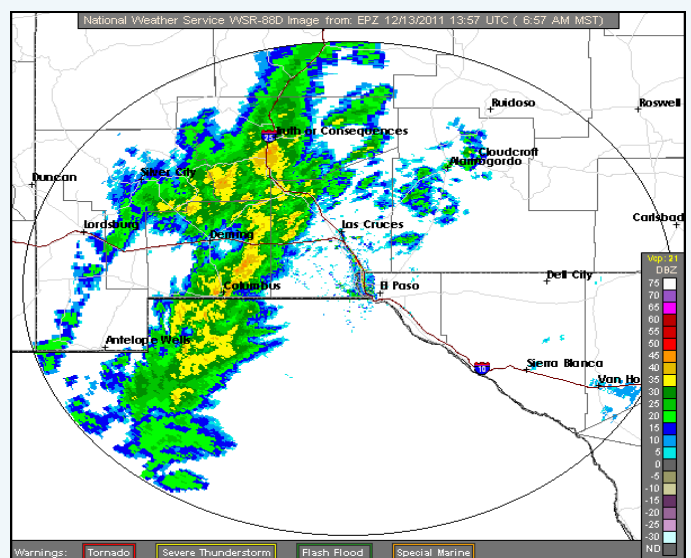 National Weather Service WSR-88D Image from: EPZ 12/13/2011 13:57 UTC ( 6:57 AM MST)
Ruidoso
Roswell
25
Truth or Consequences
Cloudcroft
Alamogordo
Duncan
Silver City
Lordsburg
Deming
Las Cruces
Carlsbad
Vcp: 21
DBZ
75
70
65
60
55
50
45
40
35
30
25
20
15
10
5
0
-5
-10
-15
-20
-25
-30
ND
Dell City
Columbus
El Paso
Antelope Wells
10
Sierra Blanca
Van Ho
Warnings:
Tornado
Severe Thunderstorm
Flash Flood
Special Marine